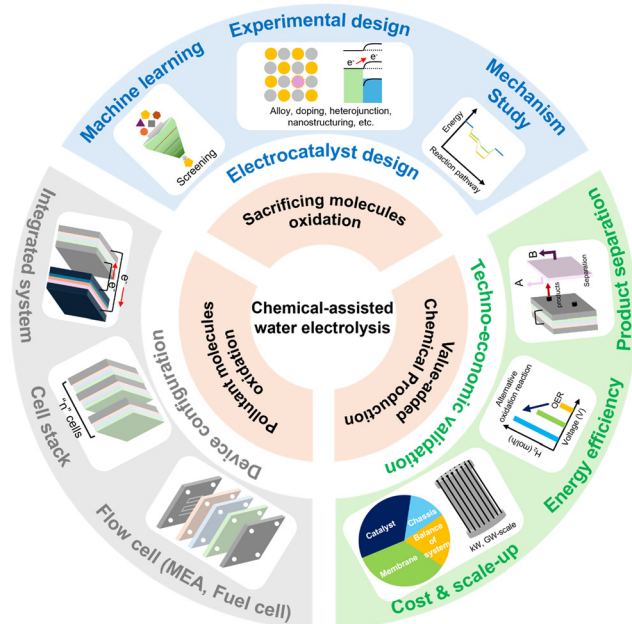 Experimental design
Machine learning
Mechanism
Study
e⁻
e⁻
Alloy, doping, heterojunction,
nanostructuring, etc.
Screening
Energy
Reaction pathway
Electrocatalyst design
Sacrificing molecules
oxidation
Chemical-assisted
water electrolysis
Pollutant molecules
oxidation
Value-added
Chemical Production
Integrated system
e⁻
e⁻
Cell stack
"n" cells
Flow cell (MEA, Fuel cell)
Device configuration
Techno-economic validation
Product separation
A
B
products
Separation
Energy efficiency
Alternative
oxidation reaction
OER
H₂ (mol/h)
Voltage (V)
Cost & scale-up
Catalyst
Chassis
Balance of
system
Membrane
kW, GW-scale